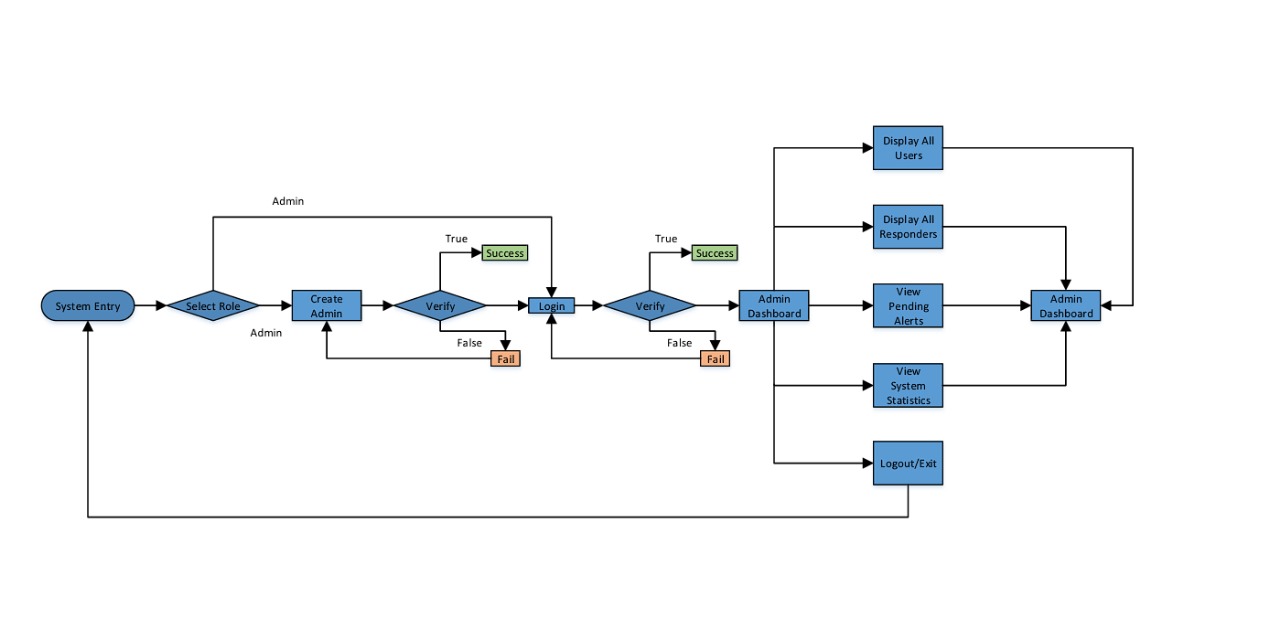 Display All
Users
Admin
Display All
Responders
True
Success
True
Success
System Entry
Select Role
Create
Admin
Verify
Login
Verify
Admin
Dashboard
View
Pending
Alerts
Admin
Dashboard
Admin
False
Fail
False
Fail
View
System
Statistics
Logout/Exit